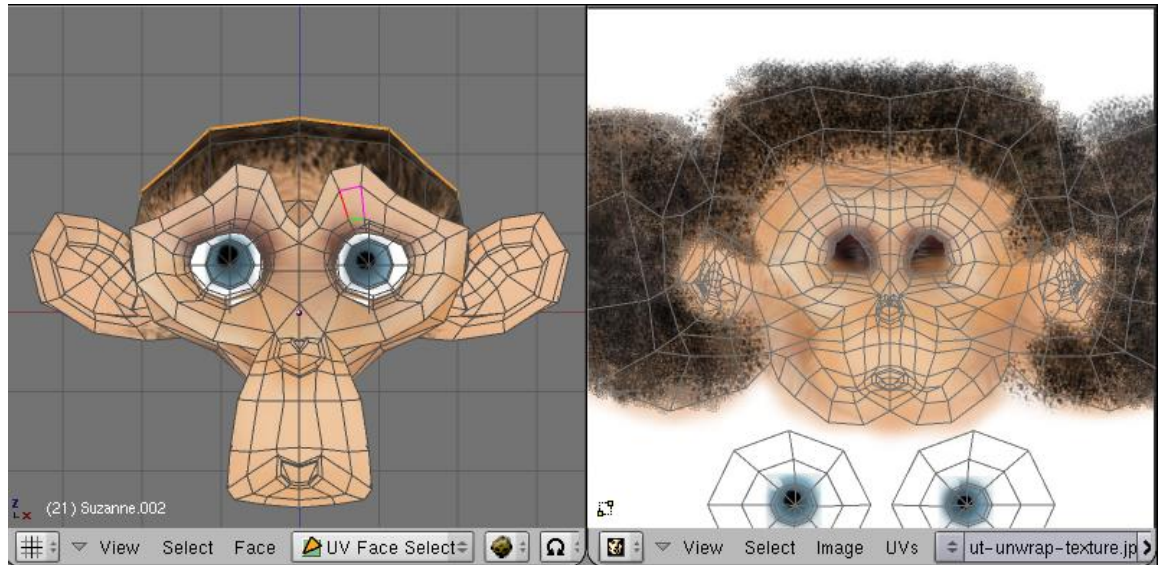 z
x
(21) Suzanne.002
View Select Face UV Face Select
View Select Image UVs ut-unwrap-texture.jp